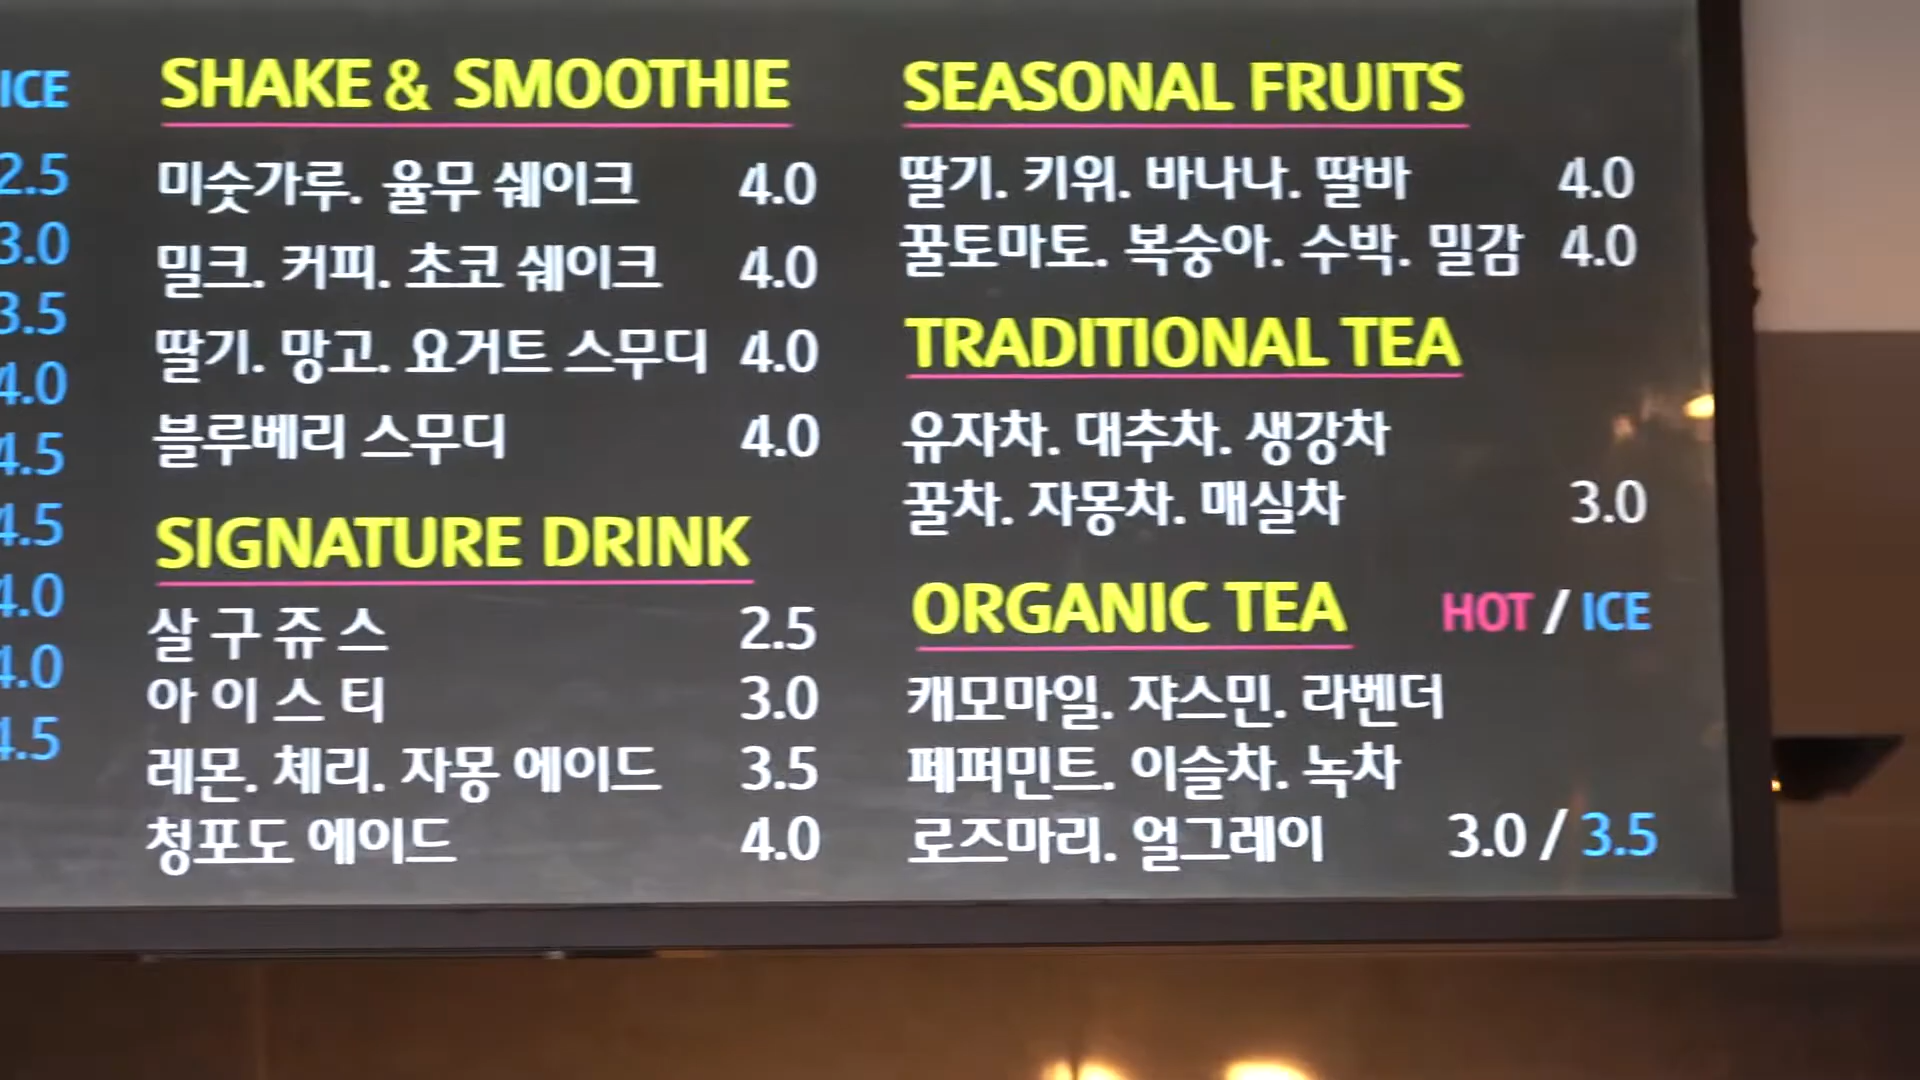 ICE
2.5
3.0
3.5
4.0
4.5
4.5
4.0
4.0
4.5
SHAKE & SMOOTHIE
미숫가루. 율무 쉐이크 4.0
밀크. 커피. 초코 쉐이크 4.0
딸기. 망고. 요거트 스무디 4.0
블루베리 스무디 4.0
SIGNATURE DRINK
살 구 쥬 스 2.5
아 이 스 티 3.0
레몬. 체리. 자몽 에이드 3.5
청포도 에이드 4.0
SEASONAL FRUITS
딸기. 키위. 바나나. 딸바 4.0
꿀토마토. 복숭아. 수박. 밀감 4.0
TRADITIONAL TEA
유자차. 대추차. 생강차
꿀차. 자몽차. 매실차 3.0
ORGANIC TEA HOT / ICE
캐모마일. 쟈스민. 라벤더
페퍼민트. 이슬차. 녹차
로즈마리. 얼그레이 3.0 / 3.5